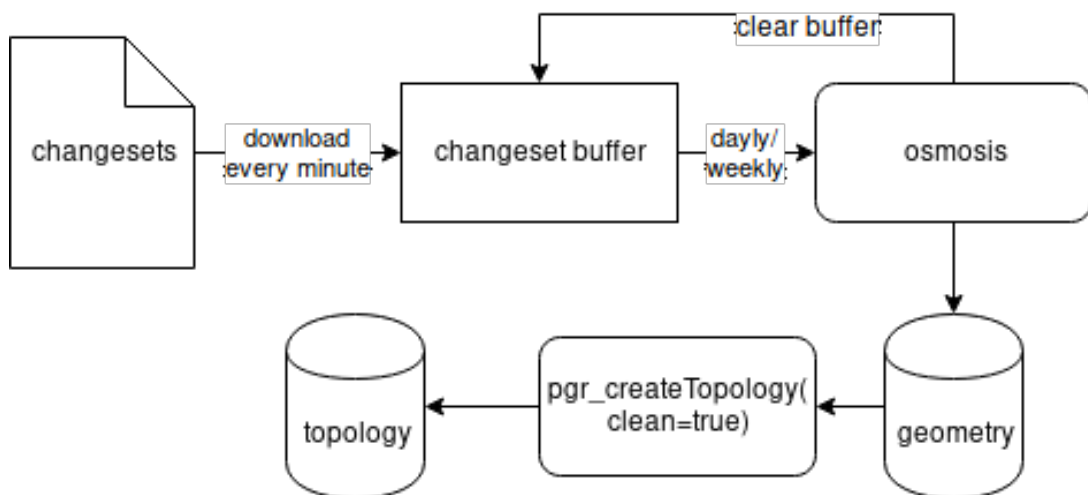 clear buffer
changesets
download
every minute
changeset buffer
dayly/
weekly
osmosis
topology
pgr_createTopology(
clean=true)
geometry